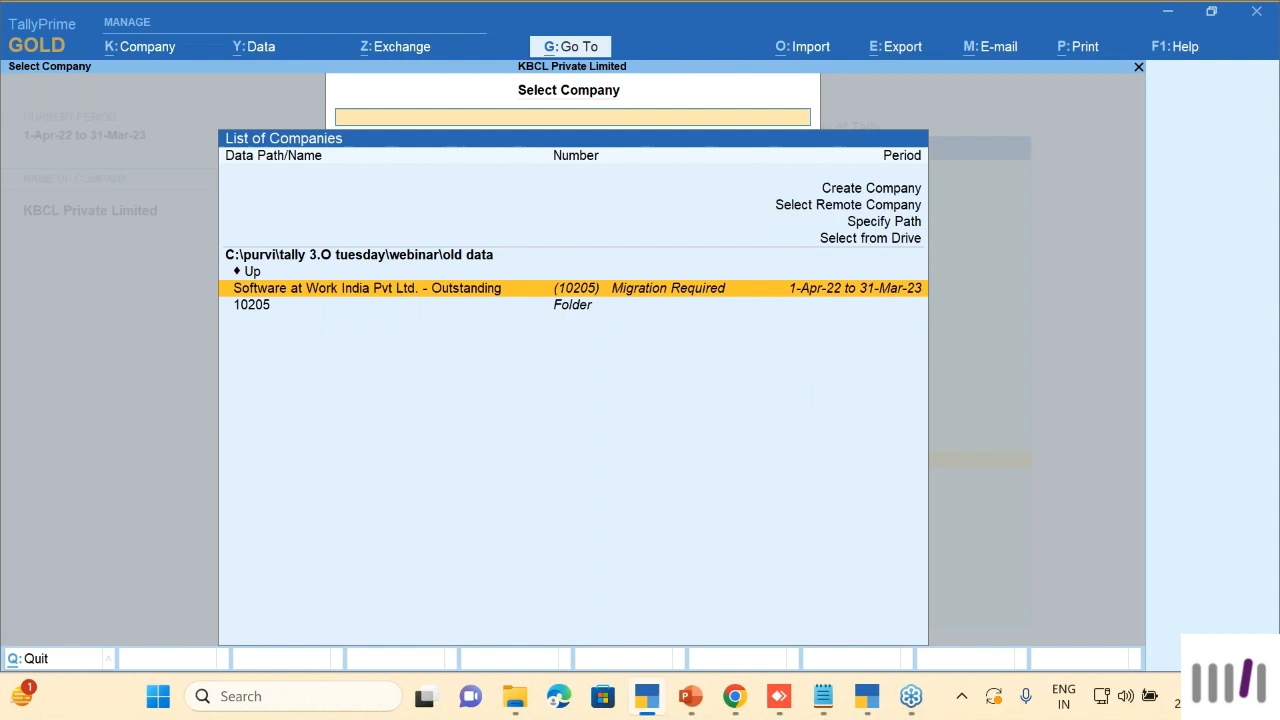 TallyPrime
GOLD
MANAGE
K: Company
Y: Data
Z: Exchange
G: Go To
O: Import
E: Export
M: E-mail
P: Print
F1: Help
Select Company
KBCL Private Limited
Select Company
CURRENT PERIOD
1-Apr-22 to 31-Mar-23
NAME OF COMPANY
KBCL Private Limited
of Tally
List of Companies
Data Path/Name Number Period
Create Company
Select Remote Company
Specify Path
Select from Drive
C:\purvi\tally 3.O tuesday\webinar\old data
♦ Up
Software at Work India Pvt Ltd. - Outstanding (10205) Migration Required 1-Apr-22 to 31-Mar-23
10205 Folder
Q: Quit
1
Search
ENG
IN
2